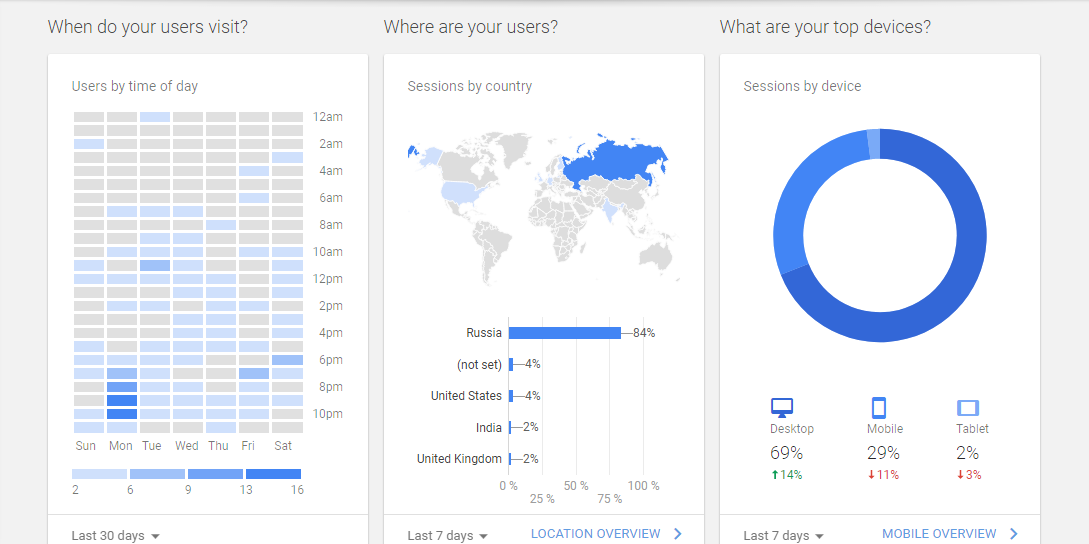 When do your users visit?
Users by time of day
12am
2am
4am
6am
8am
10am
12pm
2pm
4pm
6pm
8pm
10pm
Sun Mon Tue Wed Thu Fri Sat
2 6 9 13 16
Last 30 days
Where are your users?
Sessions by country
Russia 84%
(not set) 4%
United States 4%
India 2%
United Kingdom 2%
0 % 50 % 100 %
25 % 75 %
Last 7 days LOCATION OVERVIEW
What are your top devices?
Sessions by device
Desktop Mobile Tablet
69% 29% 2%
14% 11% 3%
Last 7 days MOBILE OVERVIEW